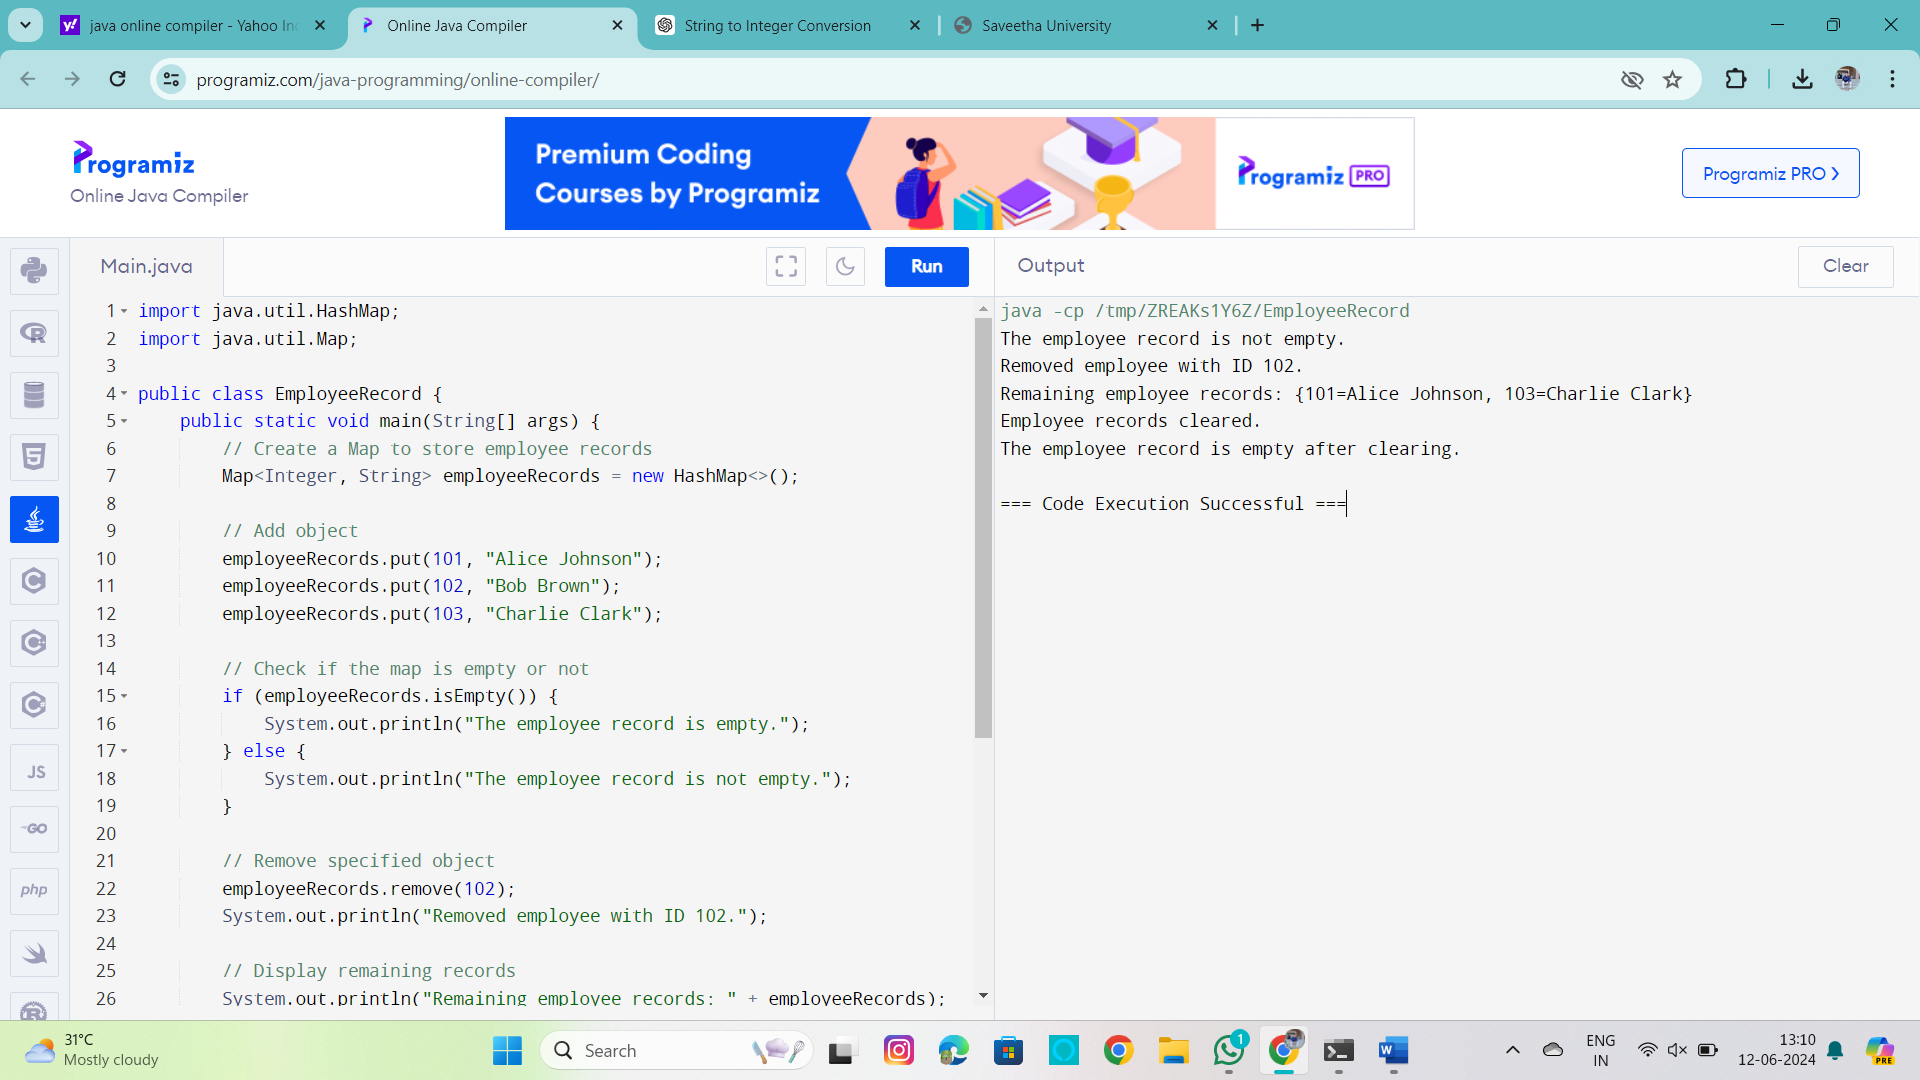 java online compiler - Yahoo In
Online Java Compiler
String to Integer Conversion
Saveetha University
programiz.com/java-programming/online-compiler/
Programiz
Online Java Compiler
Premium Coding
Courses by Programiz
Programiz PRO
Programiz PRO
Main.java
Run
Output
Clear
1 import java.util.HashMap;
2 import java.util.Map;
3
4 public class EmployeeRecord {
5 public static void main(String[] args) {
6 // Create a Map to store employee records
7 Map<Integer, String> employeeRecords = new HashMap<>();
8
9 // Add object
10 employeeRecords.put(101, "Alice Johnson");
11 employeeRecords.put(102, "Bob Brown");
12 employeeRecords.put(103, "Charlie Clark");
13
14 // Check if the map is empty or not
15 if (employeeRecords.isEmpty()) {
16 System.out.println("The employee record is empty.");
17 } else {
18 System.out.println("The employee record is not empty.");
19 }
20
21 // Remove specified object
22 employeeRecords.remove(102);
23 System.out.println("Removed employee with ID 102.");
24
25 // Display remaining records
26 System.out.println("Remaining employee records: " + employeeRecords);
java -cp /tmp/ZREAKs1Y6Z/EmployeeRecord
The employee record is not empty.
Removed employee with ID 102.
Remaining employee records: {101=Alice Johnson, 103=Charlie Clark}
Employee records cleared.
The employee record is empty after clearing.
=== Code Execution Successful ===
JS
GO
php
31°C
Mostly cloudy
Search
1
ENG
IN
13:10
12-06-2024
PRE